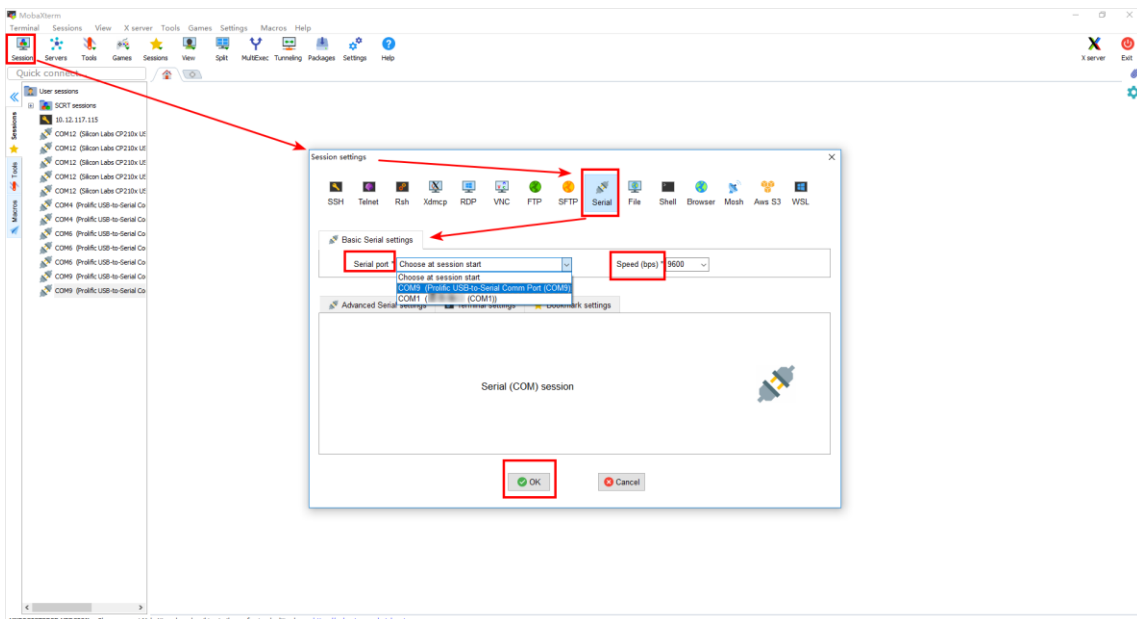 MobaXterm
Terminal Sessions View X server Tools Games Settings Macros Help
Session Servers Tools Games Sessions View Split MultiExec Tunneling Packages Settings Help X server Exit
Quick connect...
User sessions
SCRT sessions
10.12.117.115
COM12 (Silicon Labs CP210x US
COM12 (Silicon Labs CP210x US
COM12 (Silicon Labs CP210x US
COM12 (Silicon Labs CP210x US
COM12 (Silicon Labs CP210x US
COM4 (Prolific USB-to-Serial Co
COM4 (Prolific USB-to-Serial Co
COM6 (Prolific USB-to-Serial Co
COM6 (Prolific USB-to-Serial Co
COM6 (Prolific USB-to-Serial Co
COM9 (Prolific USB-to-Serial Co
COM9 (Prolific USB-to-Serial Co
Sessions
Tools
Macros
Session settings
SSH Telnet Rsh Xdmcp RDP VNC FTP SFTP Serial File Shell Browser Mosh Aws S3 WSL
Basic Serial settings
Serial port * Choose at session start Speed (bps) * 9600
Choose at session start
COM9 (Prolific USB-to-Serial Comm Port (COM9)
COM1 ( (COM1))
Advanced Serial settings Terminal settings Bookmark settings
Serial (COM) session
OK Cancel